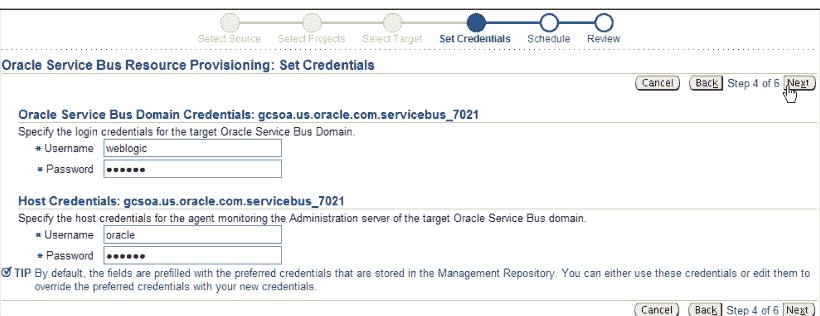 Select Source Select Projects Select Target Set Credentials Schedule Review
Oracle Service Bus Resource Provisioning: Set Credentials
Cancel Back Step 4 of 6 Next
Oracle Service Bus Domain Credentials: gcsoa.us.oracle.com.servicebus_7021
Specify the login credentials for the target Oracle Service Bus Domain.
* Username weblogic
* Password ••••••
Host Credentials: gcsoa.us.oracle.com.servicebus_7021
Specify the host credentials for the agent monitoring the Administration server of the target Oracle Service Bus domain.
* Username oracle
* Password ••••••
TIP By default, the fields are prefilled with the preferred credentials that are stored in the Management Repository. You can either use these credentials or edit them to
override the preferred credentials with your new credentials.
Cancel Back Step 4 of 6 Next